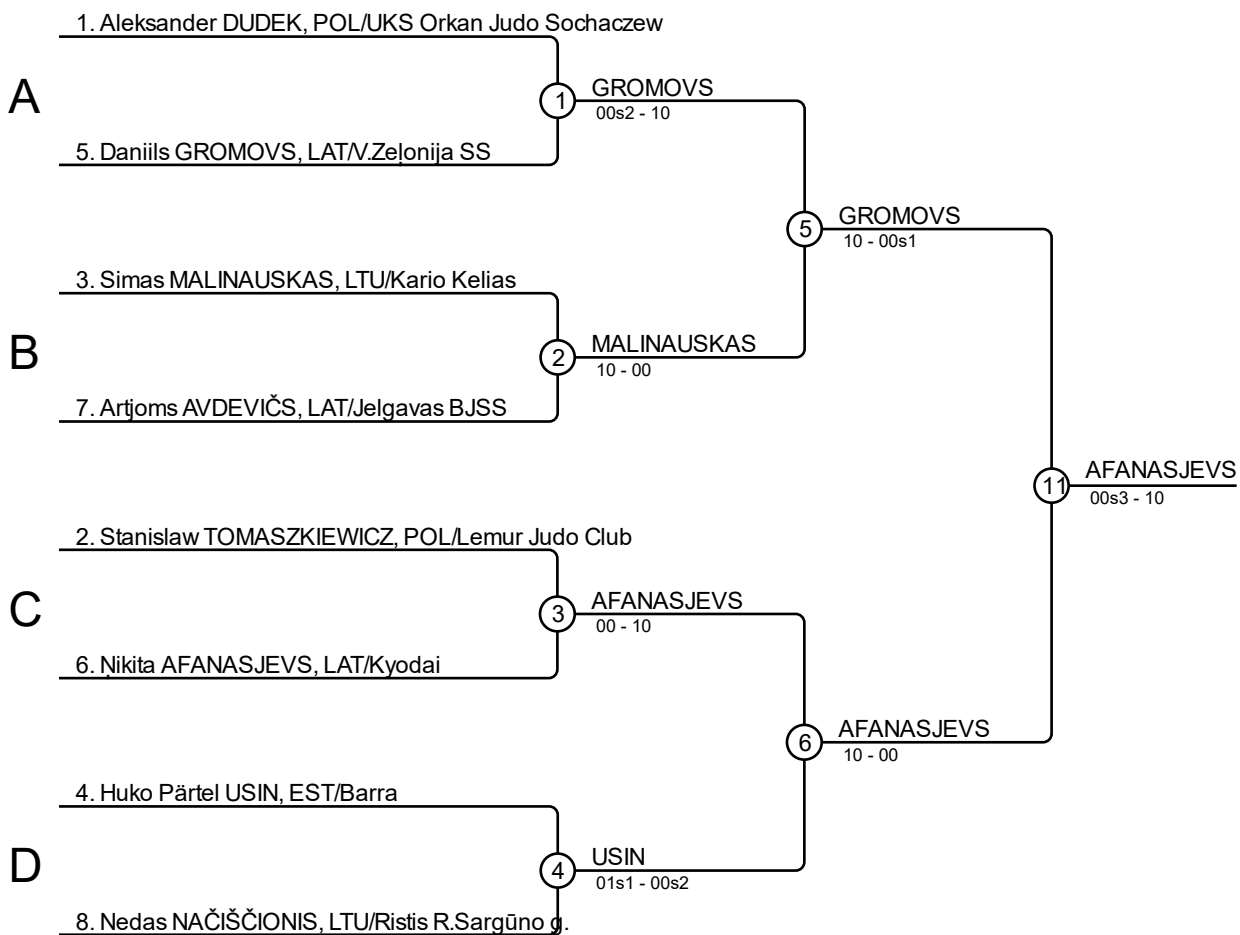 1. Aleksander DUDEK, POL/UKS Orkan Judo Sochaczew
A
1
GROMOVS
00s2 - 10
5. Daniils GROMOVS, LAT/V.Zeļonija SS
5
GROMOVS
10 - 00s1
3. Simas MALINAUSKAS, LTU/Kario Kelias
B
2
MALINAUSKAS
10 - 00
7. Artjoms AVDEVIČS, LAT/Jelgavas BJSS
11
AFANASJEVS
00s3 - 10
2. Stanislaw TOMASZKIEWICZ, POL/Lemur Judo Club
C
3
AFANASJEVS
00 - 10
6. Ņikita AFANASJEVS, LAT/Kyodai
6
AFANASJEVS
10 - 00
4. Huko Pärtel USIN, EST/Barra
D
4
USIN
01s1 - 00s2
8. Nedas NAČIŠČIONIS, LTU/Ristis R.Sargūno g.